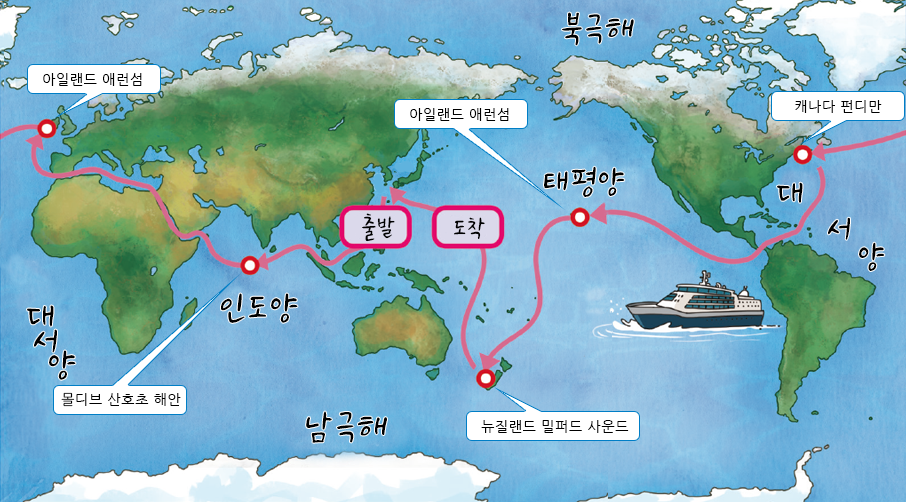 북극해
아일랜드 애런섬
아일랜드 애런섬
캐나다 펀디만
태평양
대
서
양
출발
도착
인도양
대
서
양
몰디브 산호초 해안
뉴질랜드 밀퍼드 사운드
남극해